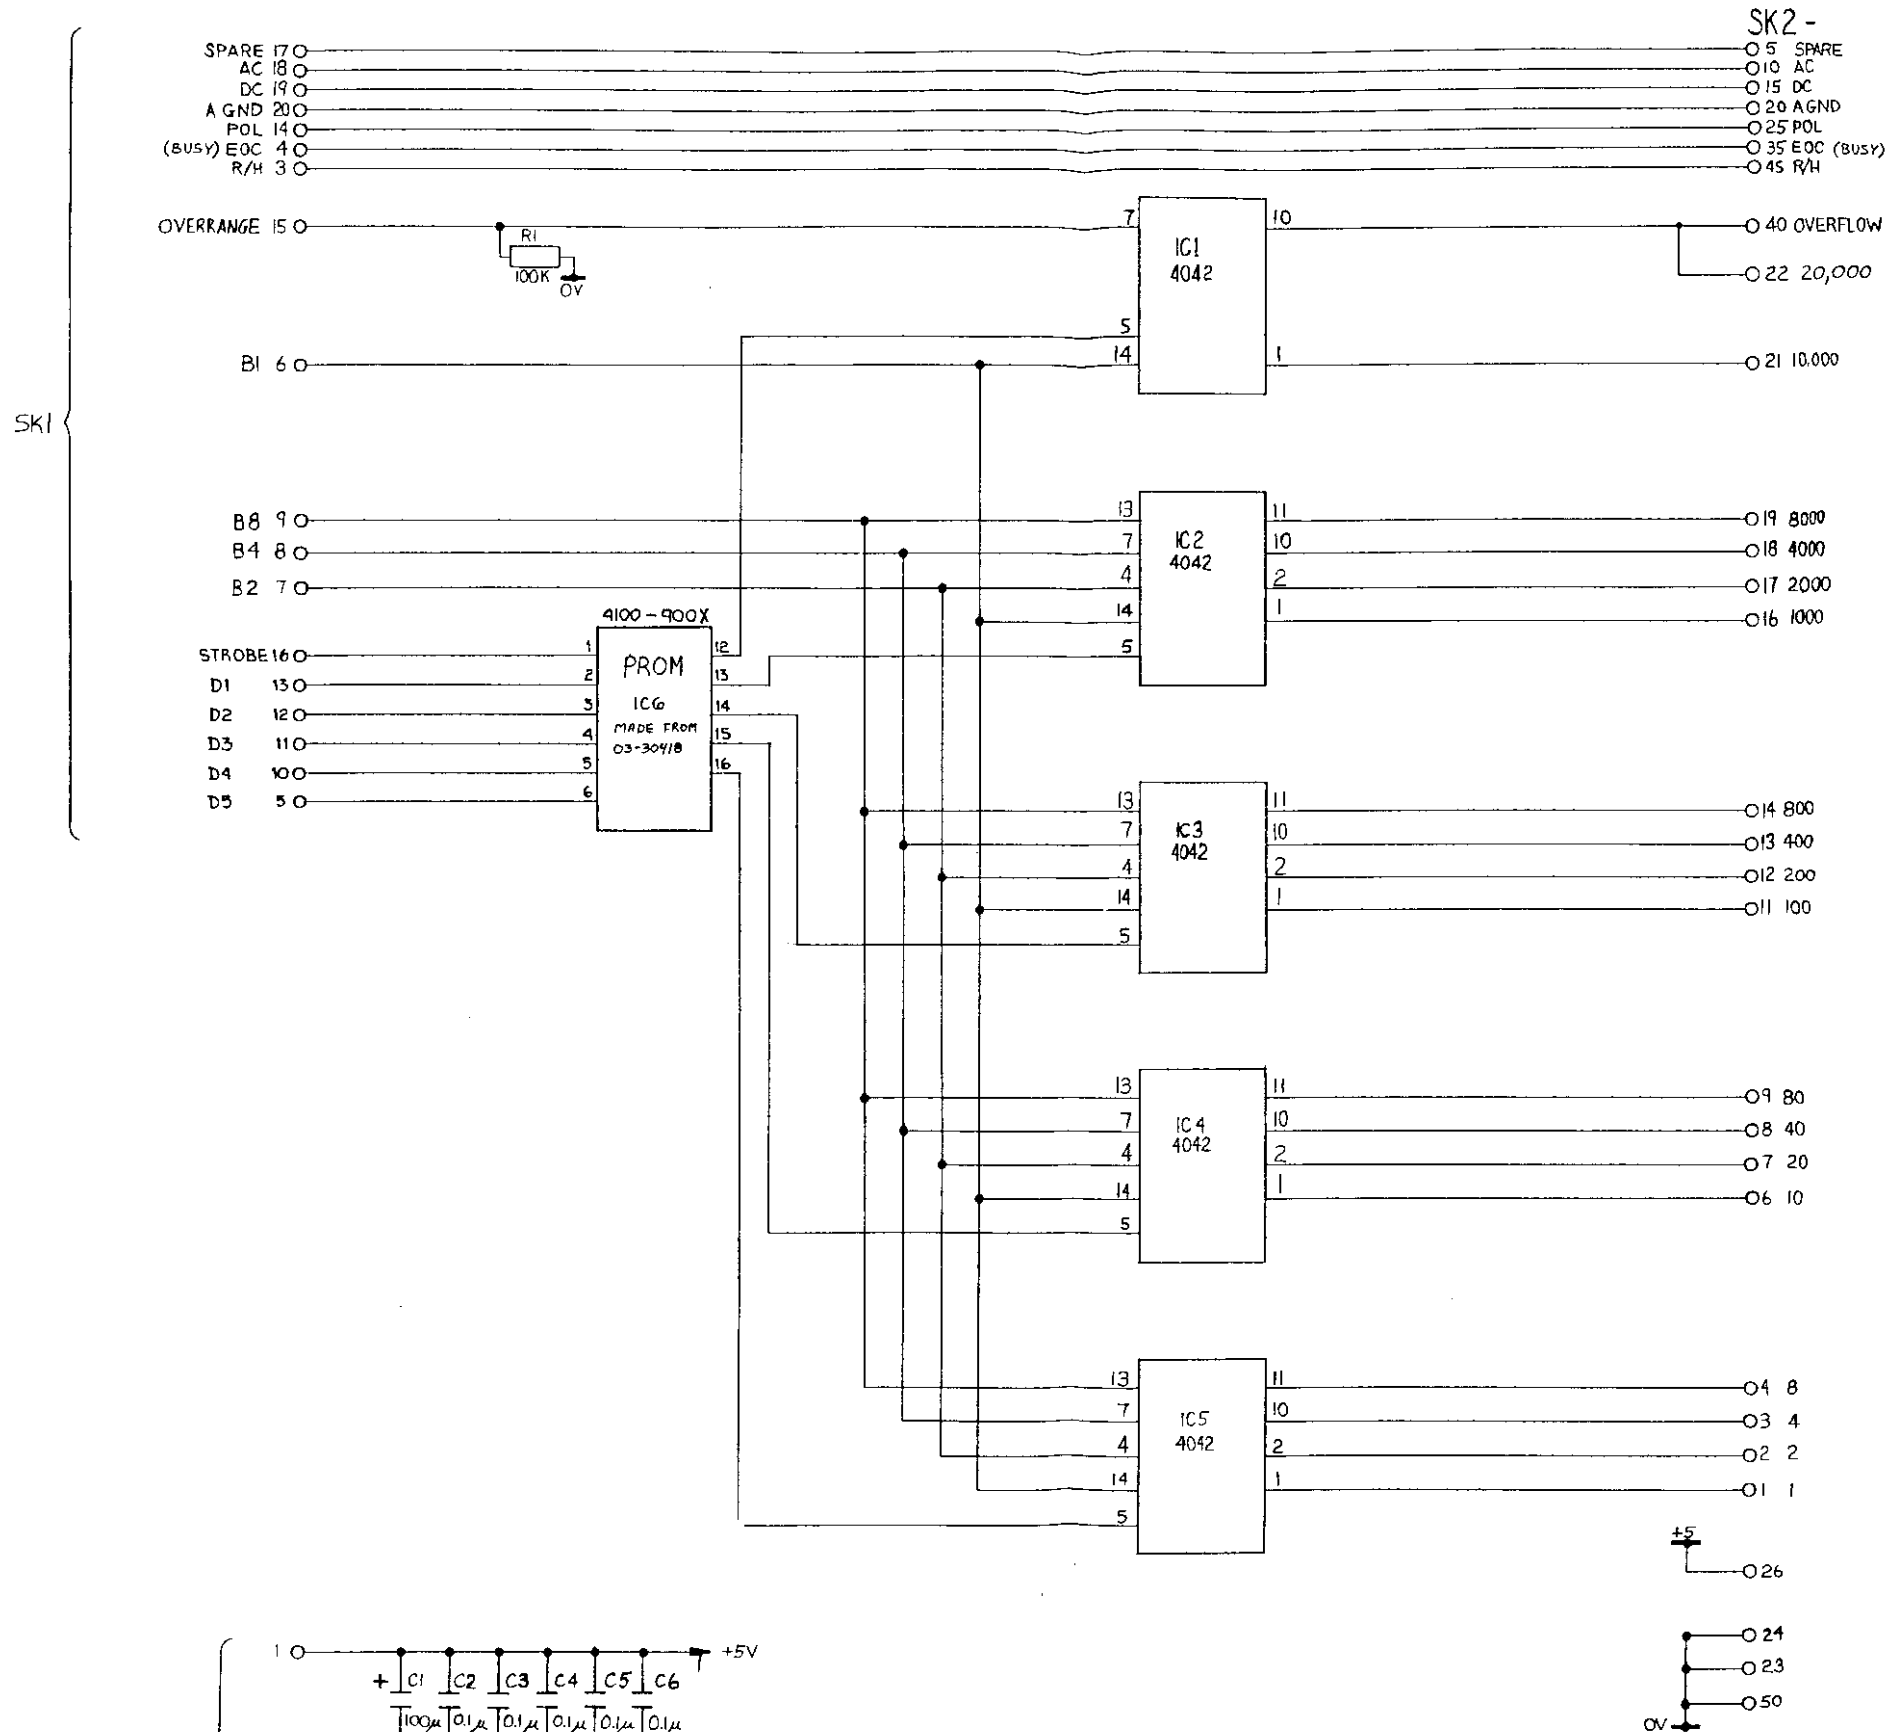 SK2 -
SPARE 17 5 SPARE
AC 18 10 AC
DC 19 15 DC
A GND 20 20 AGND
POL 14 25 POL
(BUSY) EOC 4 35 EOC (BUSY)
R/H 3 45 R/H
OVERRANGE 15 7 10 40 OVERFLOW
R1
100K
0V
IC1
4042
22 20,000
5
B1 6 14 1 21 10,000
SK1
B8 9 13 11 19 8000
B4 8 7 10 18 4000
IC2
4042
B2 7 4 2 17 2000
14 1 16 1000
5
4100-900X
STROBE 16 1 12
D1 13 2 13
D2 12 3 14
D3 11 4 15
D4 10 5 16
D5 5 6
PROM
IC6
MADE FROM
03-30418
13 11 14 800
7 10 13 400
IC3
4042
4 2 12 200
14 1 11 100
5
13 11 9 80
7 10 8 40
IC4
4042
4 2 7 20
14 1 6 10
5
13 11 4 8
7 10 3 4
IC5
4042
4 2 2 2
14 1 1 1
5
+5
26
1 +5V
24
23
50
0V
+ C1 C2 C3 C4 C5 C6
100µ 0.1µ 0.1µ 0.1µ 0.1µ 0.1µ